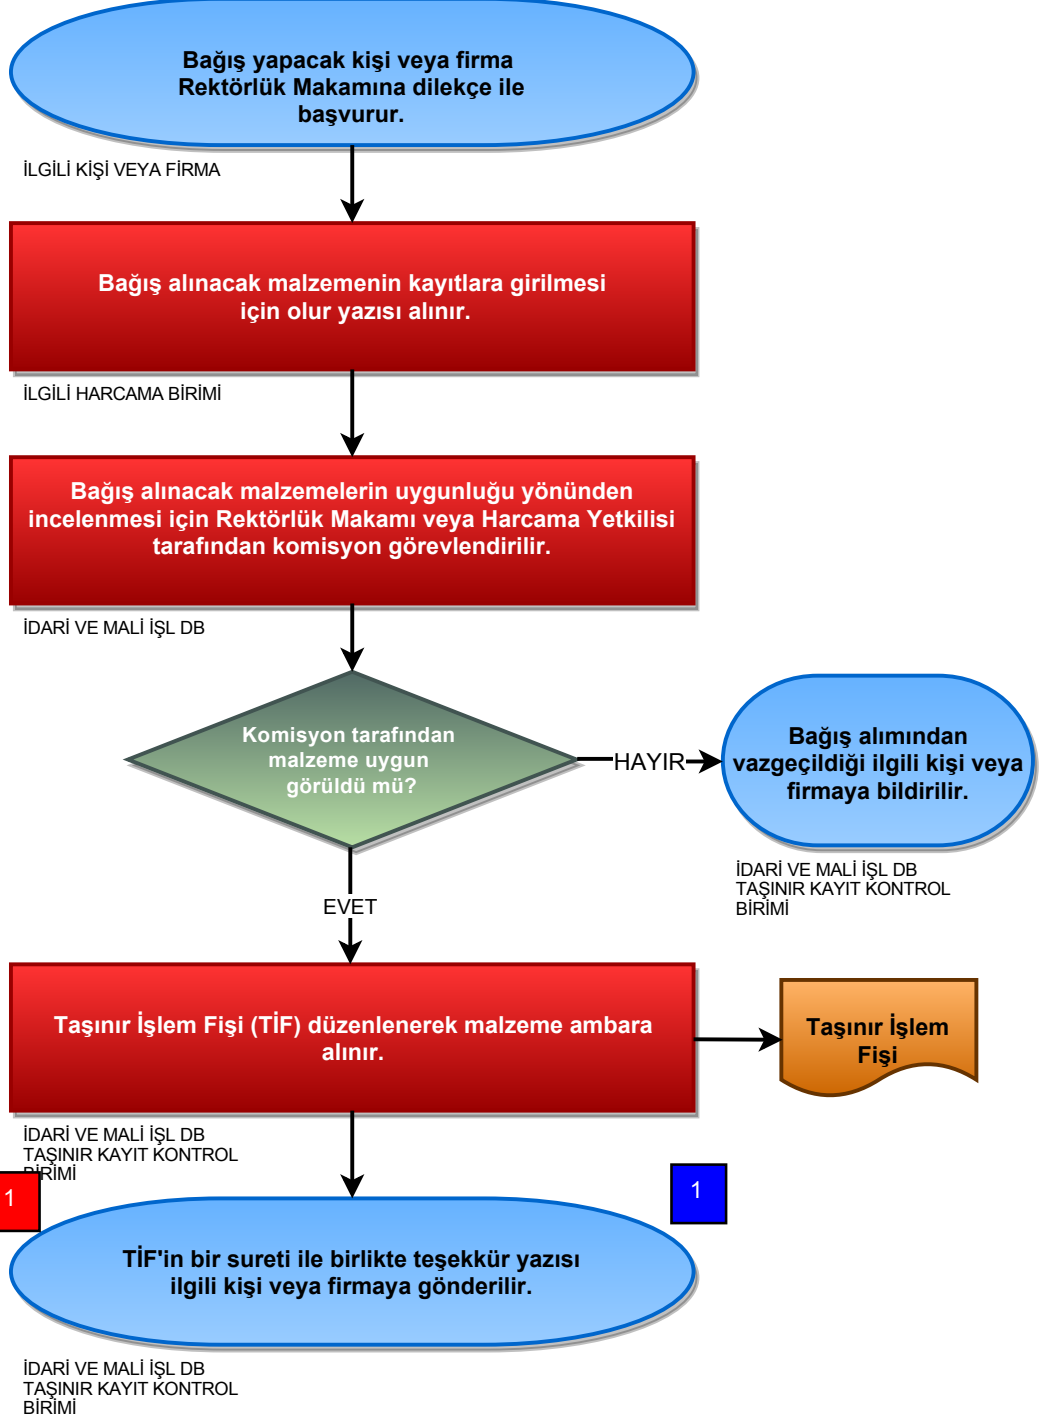 Bağış yapacak kişi veya firma
Rektörlük Makamına dilekçe ile
başvurur.
İLGİLİ KİŞİ VEYA FİRMA
Bağış alınacak malzemenin kayıtlara girilmesi
için olur yazısı alınır.
İLGİLİ HARCAMA BİRİMİ
Bağış alınacak malzemelerin uygunluğu yönünden
incelenmesi için Rektörlük Makamı veya Harcama Yetkilisi
tarafından komisyon görevlendirilir.
İDARİ VE MALİ İŞL DB
Komisyon tarafından
malzeme uygun
görüldü mü?
HAYIR
Bağış alımından
vazgeçildiği ilgili kişi veya
firmaya bildirilir.
İDARİ VE MALİ İŞL DB
TAŞINIR KAYIT KONTROL
BİRİMİ
EVET
Taşınır İşlem Fişi (TİF) düzenlenerek malzeme ambara
alınır.
Taşınır İşlem
Fişi
İDARİ VE MALİ İŞL DB
TAŞINIR KAYIT KONTROL
BİRİMİ
1
1
TİF'in bir sureti ile birlikte teşekkür yazısı
ilgili kişi veya firmaya gönderilir.
İDARİ VE MALİ İŞL DB
TAŞINIR KAYIT KONTROL
BİRİMİ